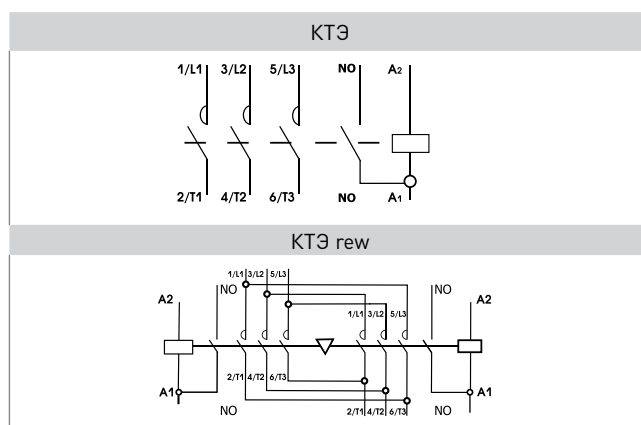 КТЭ
1/L1 3/L2 5/L3 NO A2
2/T1 4/T2 6/T3 NO A1
КТЭ rew
1/L1 3/L2 5/L3
NO NO
A2 A2
1/L1 3/L2 5/L3
2/T1 4/T2 6/T3
A1 A1
NO 2/T1 4/T2 6/T3 NO